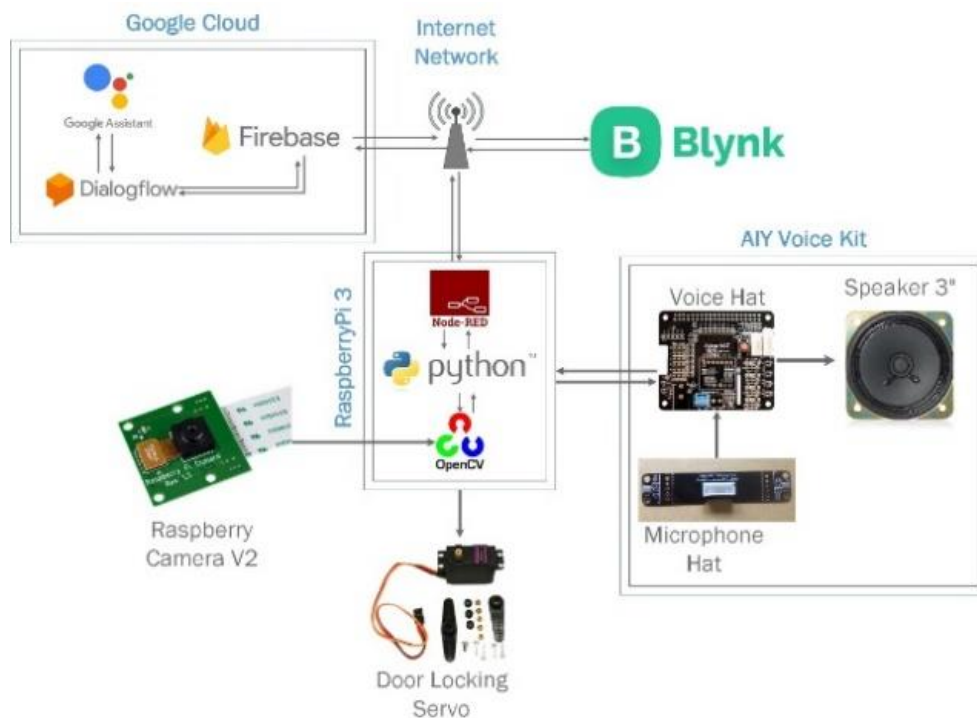 Google Cloud
Internet
Network
Google Assistant
Firebase
Dialogflow
B Blynk
AIY Voice Kit
RaspberryPi 3
Node-RED
python
OpenCV
Voice Hat
Speaker 3"
Raspberry
Camera V2
Microphone
Hat
Door Locking
Servo